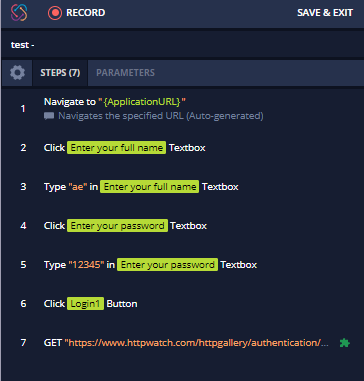 RECORD SAVE & EXIT
test -
STEPS (7) PARAMETERS
1 Navigate to "{ApplicationURL}"
Navigates the specified URL (Auto-generated)
2 Click Enter your full name Textbox
3 Type "ae" in Enter your full name Textbox
4 Click Enter your password Textbox
5 Type "12345" in Enter your password Textbox
6 Click Login1 Button
7 GET "https://www.httpwatch.com/httpgallery/authentication/...